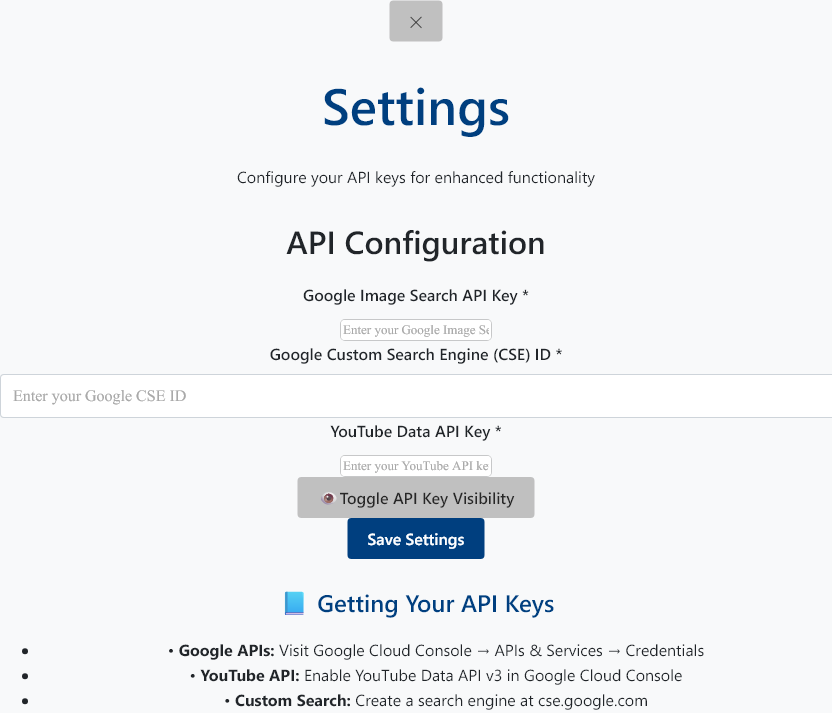 ×
Settings
Configure your API keys for enhanced functionality
API Configuration
Google Image Search API Key *
Enter your Google Image Se
Google Custom Search Engine (CSE) ID *
Enter your Google CSE ID
YouTube Data API Key *
Enter your YouTube API ke
👁️ Toggle API Key Visibility
Save Settings
📘 Getting Your API Keys
• • Google APIs: Visit Google Cloud Console → APIs & Services → Credentials
• • YouTube API: Enable YouTube Data API v3 in Google Cloud Console
• • Custom Search: Create a search engine at cse.google.com